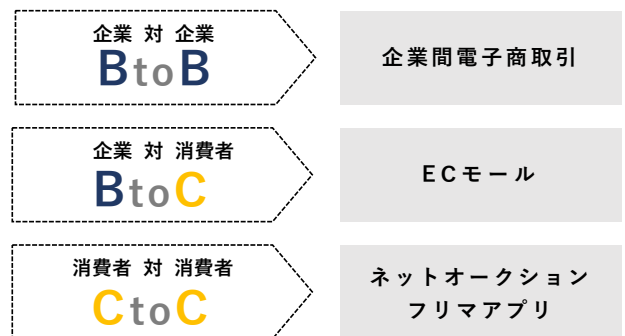 企業 対 企業
BtoB
企業間電子商取引
企業 対 消費者
BtoC
ECモール
消費者 対 消費者
CtoC
ネットオークション
フリマアプリ